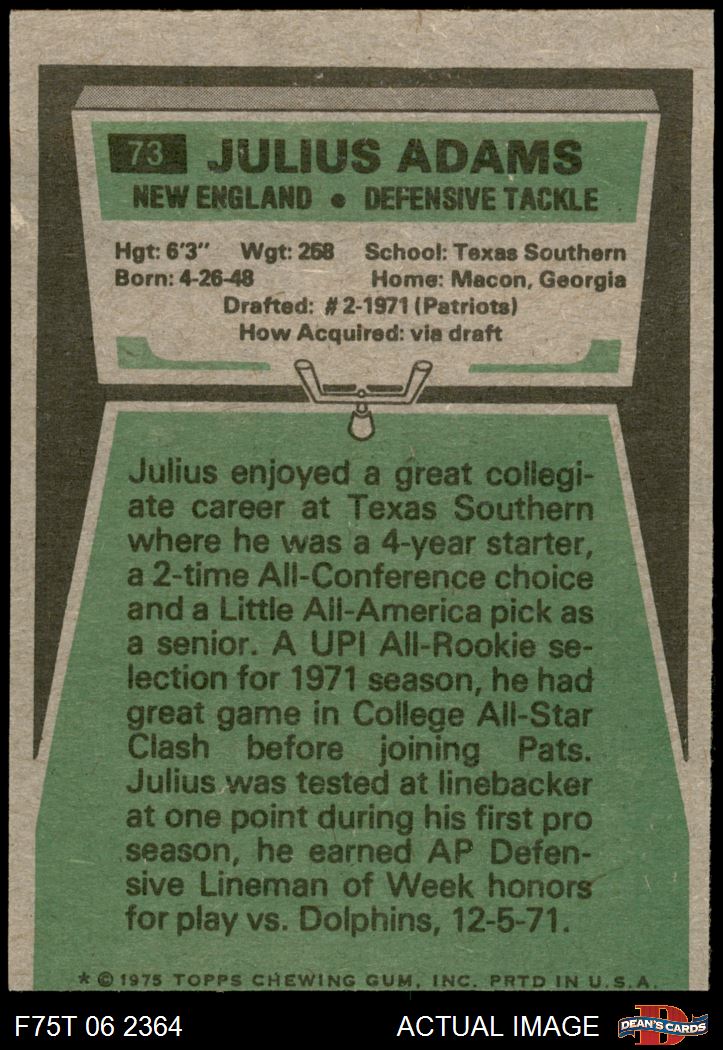 73 JULIUS ADAMS
NEW ENGLAND • DEFENSIVE TACKLE
Hgt: 6'3" Wgt: 268 School: Texas Southern
Born: 4-26-48 Home: Macon, Georgia
Drafted: #2-1971 (Patriots)
How Acquired: via draft
Julius enjoyed a great collegi-
ate career at Texas Southern
where he was a 4-year starter,
a 2-time All-Conference choice
and a Little All-America pick as
a senior. A UPI All-Rookie se-
lection for 1971 season, he had
great game in College All-Star
Clash before joining Pats.
Julius was tested at linebacker
at one point during his first pro
season, he earned AP Defen-
sive Lineman of Week honors
for play vs. Dolphins, 12-5-71.
* © 1975 TOPPS CHEWING GUM, INC. PRTD IN U.S.A.
F75T 06 2364 ACTUAL IMAGE D DEAN'S CARDS